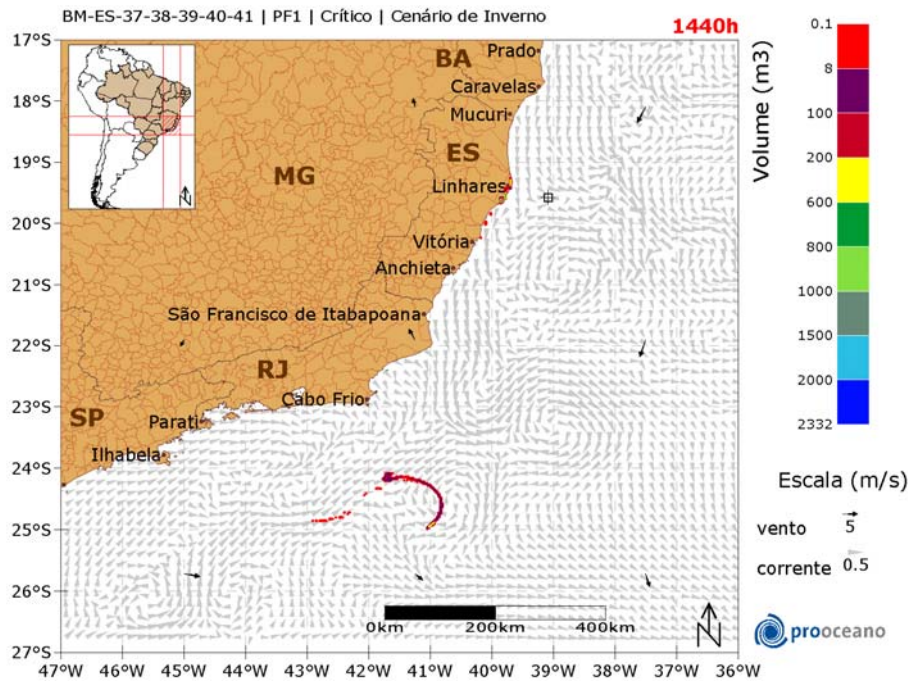 BM-ES-37-38-39-40-41 | PF1 | Crítico | Cenário de Inverno
1440h
17°S
18°S
19°S
20°S
21°S
22°S
23°S
24°S
25°S
26°S
27°S
47°W
46°W
45°W
44°W
43°W
42°W
41°W
40°W
39°W
38°W
37°W
36°W
N
BA
Prado
Caravelas
Mucuri
ES
MG
Linhares
Vitória
Anchieta
São Francisco de Itabapoana
RJ
Cabo Frio
SP
Parati
Ilhabela
0km
200km
400km
N
Volume (m3)
0.1
8
100
200
600
800
1000
1500
2000
2332
Escala (m/s)
vento
5
corrente
0.5
prooceano